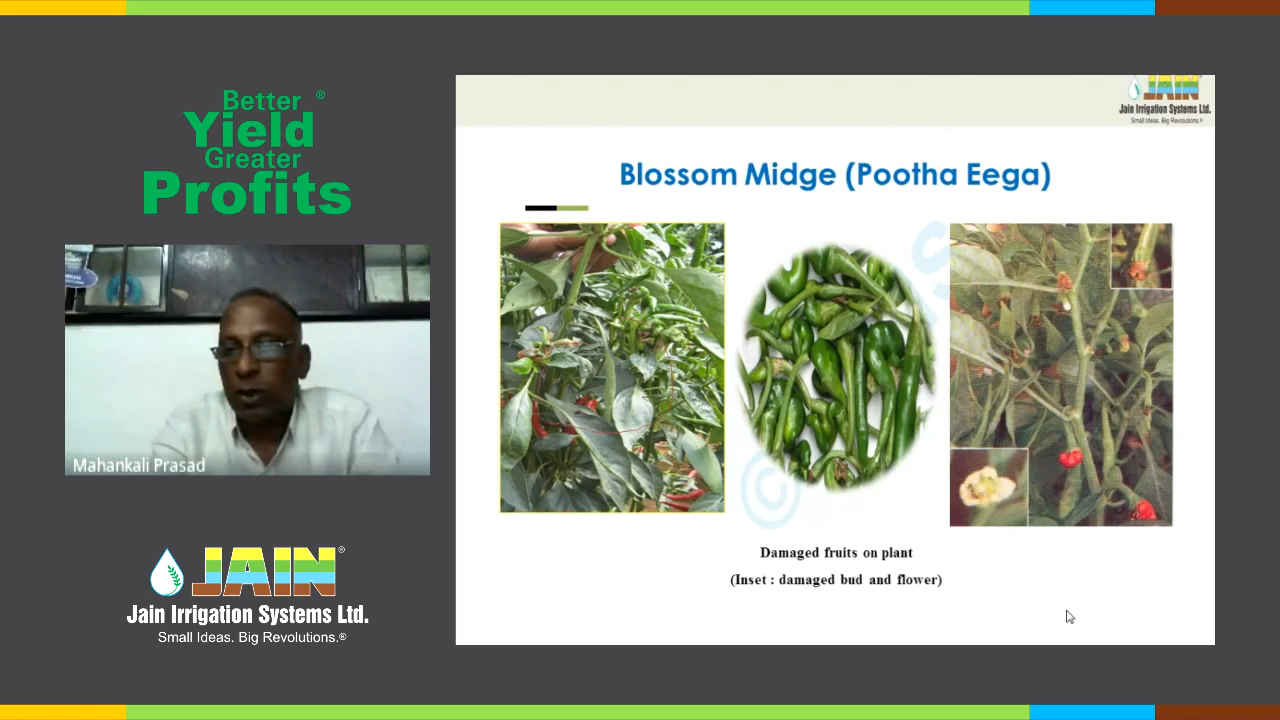 Better ®
Yield
Greater
Profits
Mahankali Prasad
JAIN®
Jain Irrigation Systems Ltd.
Small Ideas. Big Revolutions.®
JAIN
Jain Irrigation Systems Ltd.
Small Ideas. Big Revolutions.®
Blossom Midge (Pootha Eega)
Damaged fruits on plant
(Inset : damaged bud and flower)